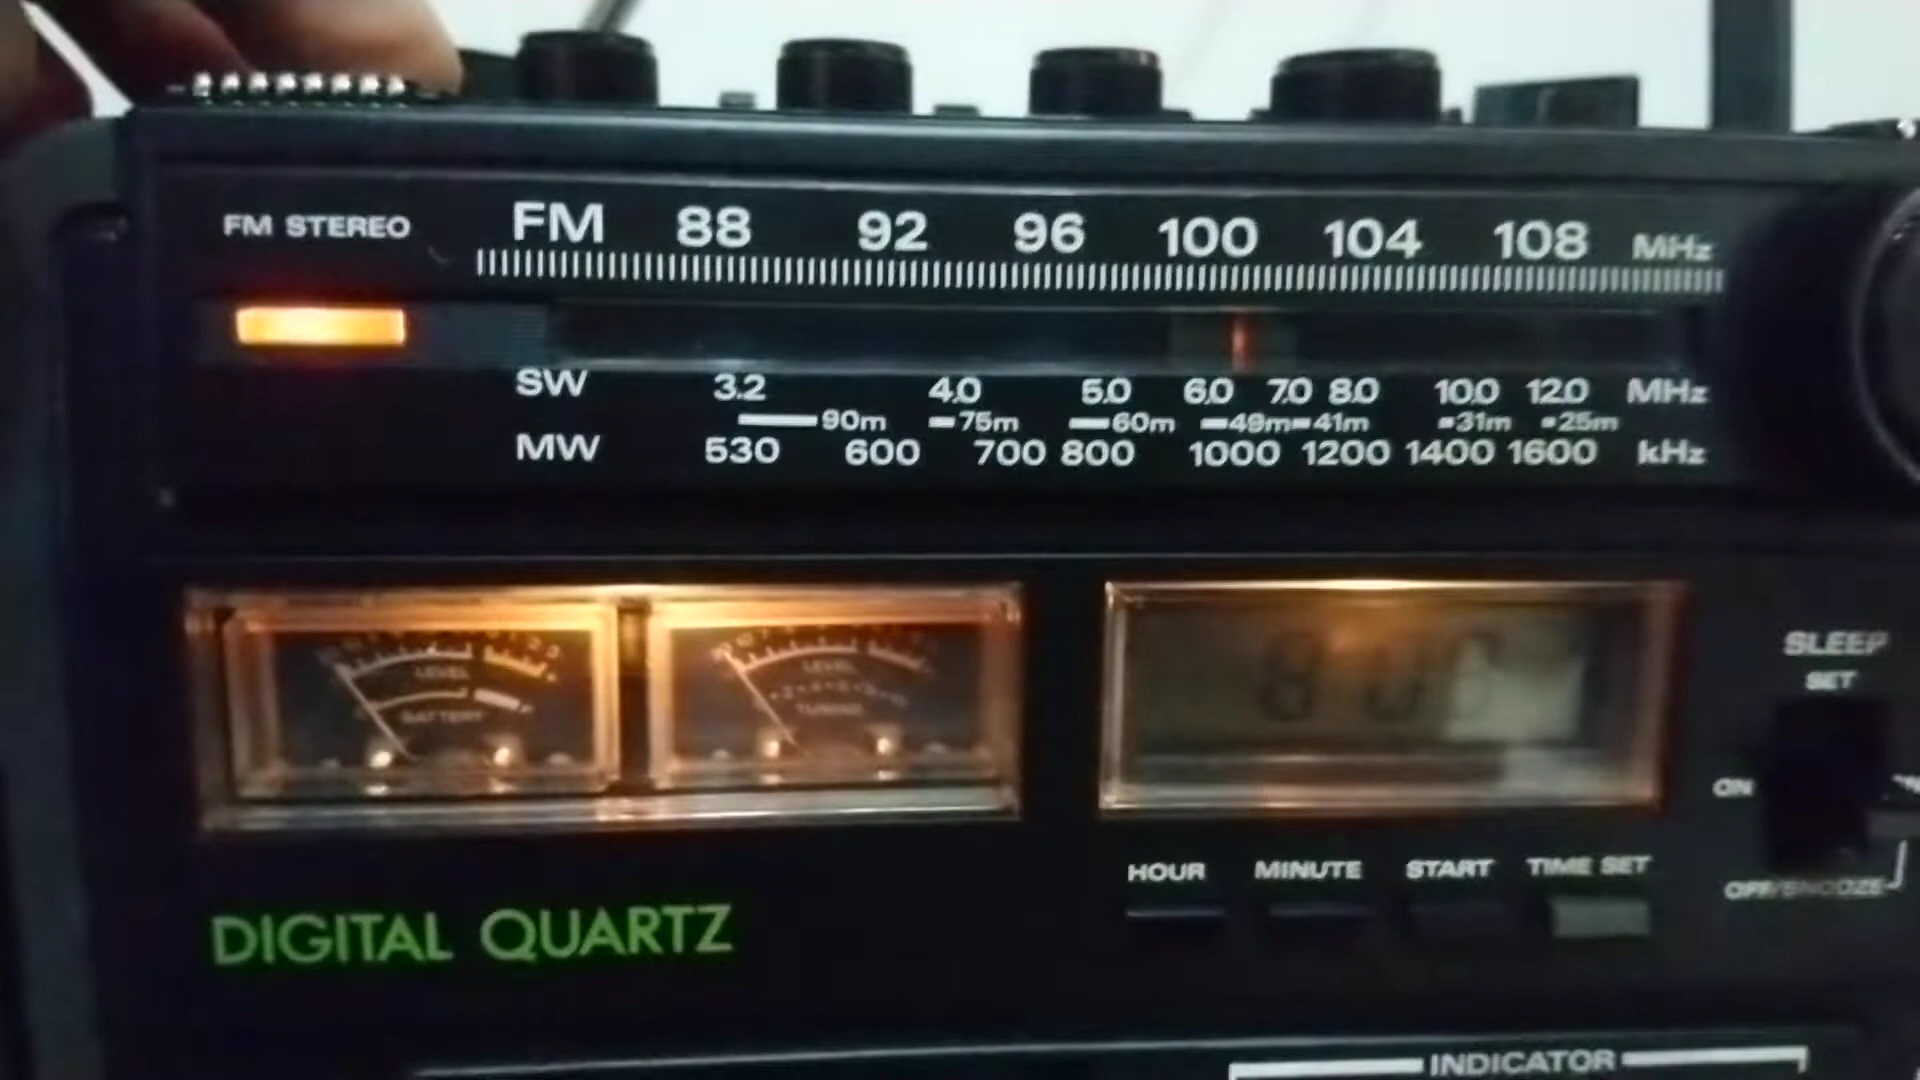 FM STEREO
FM 88 92 96 100 104 108 MHz
SW 3.2 4.0 5.0 6.0 7.0 8.0 10.0 12.0 MHz
90m 75m 60m 49m 41m 31m 25m
MW 530 600 700 800 1000 1200 1400 1600 kHz
LEVEL
BATTERY
LEVEL
TUNING
SLEEP
SET
ON
OFF/SNOOZE
HOUR MINUTE START TIME SET
DIGITAL QUARTZ
INDICATOR